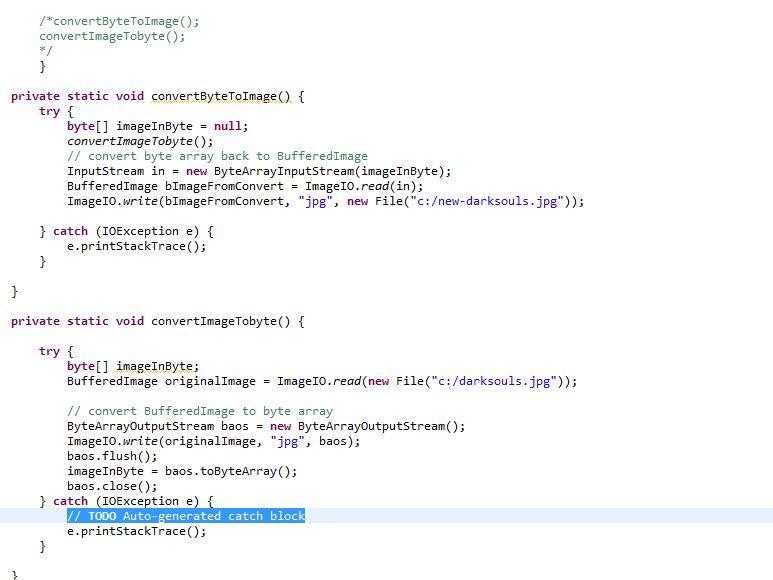 /*convertByteToImage();
convertImageTobyte();
*/
}
private static void convertByteToImage() {
try {
byte[] imageInByte = null;
convertImageTobyte();
// convert byte array back to BufferedImage
InputStream in = new ByteArrayInputStream(imageInByte);
BufferedImage bImageFromConvert = ImageIO.read(in);
ImageIO.write(bImageFromConvert, "jpg", new File("c:/new-darksouls.jpg"));
} catch (IOException e) {
e.printStackTrace();
}
}
private static void convertImageTobyte() {
try {
byte[] imageInByte;
BufferedImage originalImage = ImageIO.read(new File("c:/darksouls.jpg"));
// convert BufferedImage to byte array
ByteArrayOutputStream baos = new ByteArrayOutputStream();
ImageIO.write(originalImage, "jpg", baos);
baos.flush();
imageInByte = baos.toByteArray();
baos.close();
} catch (IOException e) {
// TODO Auto-generated catch block
e.printStackTrace();
}
}